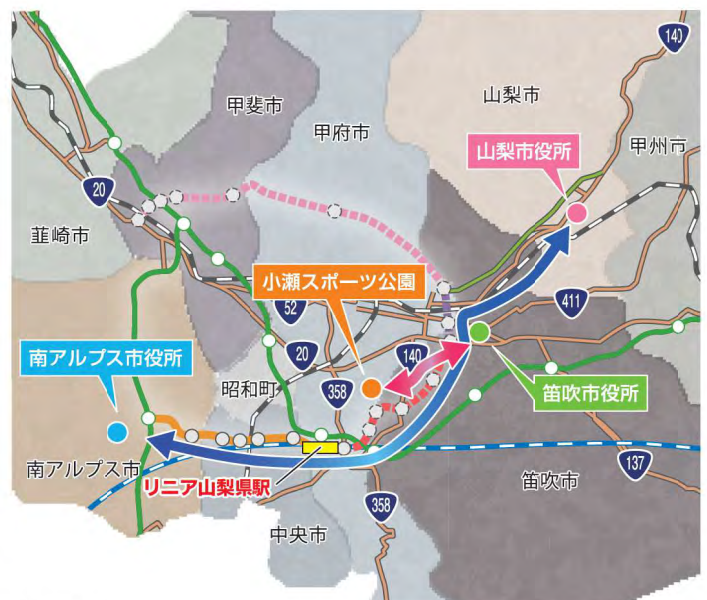 140
山梨市
甲斐市
甲府市
甲州市
山梨市役所
20
韮崎市
小瀬スポーツ公園
52
411
南アルプス市役所
20
140
昭和町
358
笛吹市役所
南アルプス市
リニア山梨県駅
137
笛吹市
358
中央市